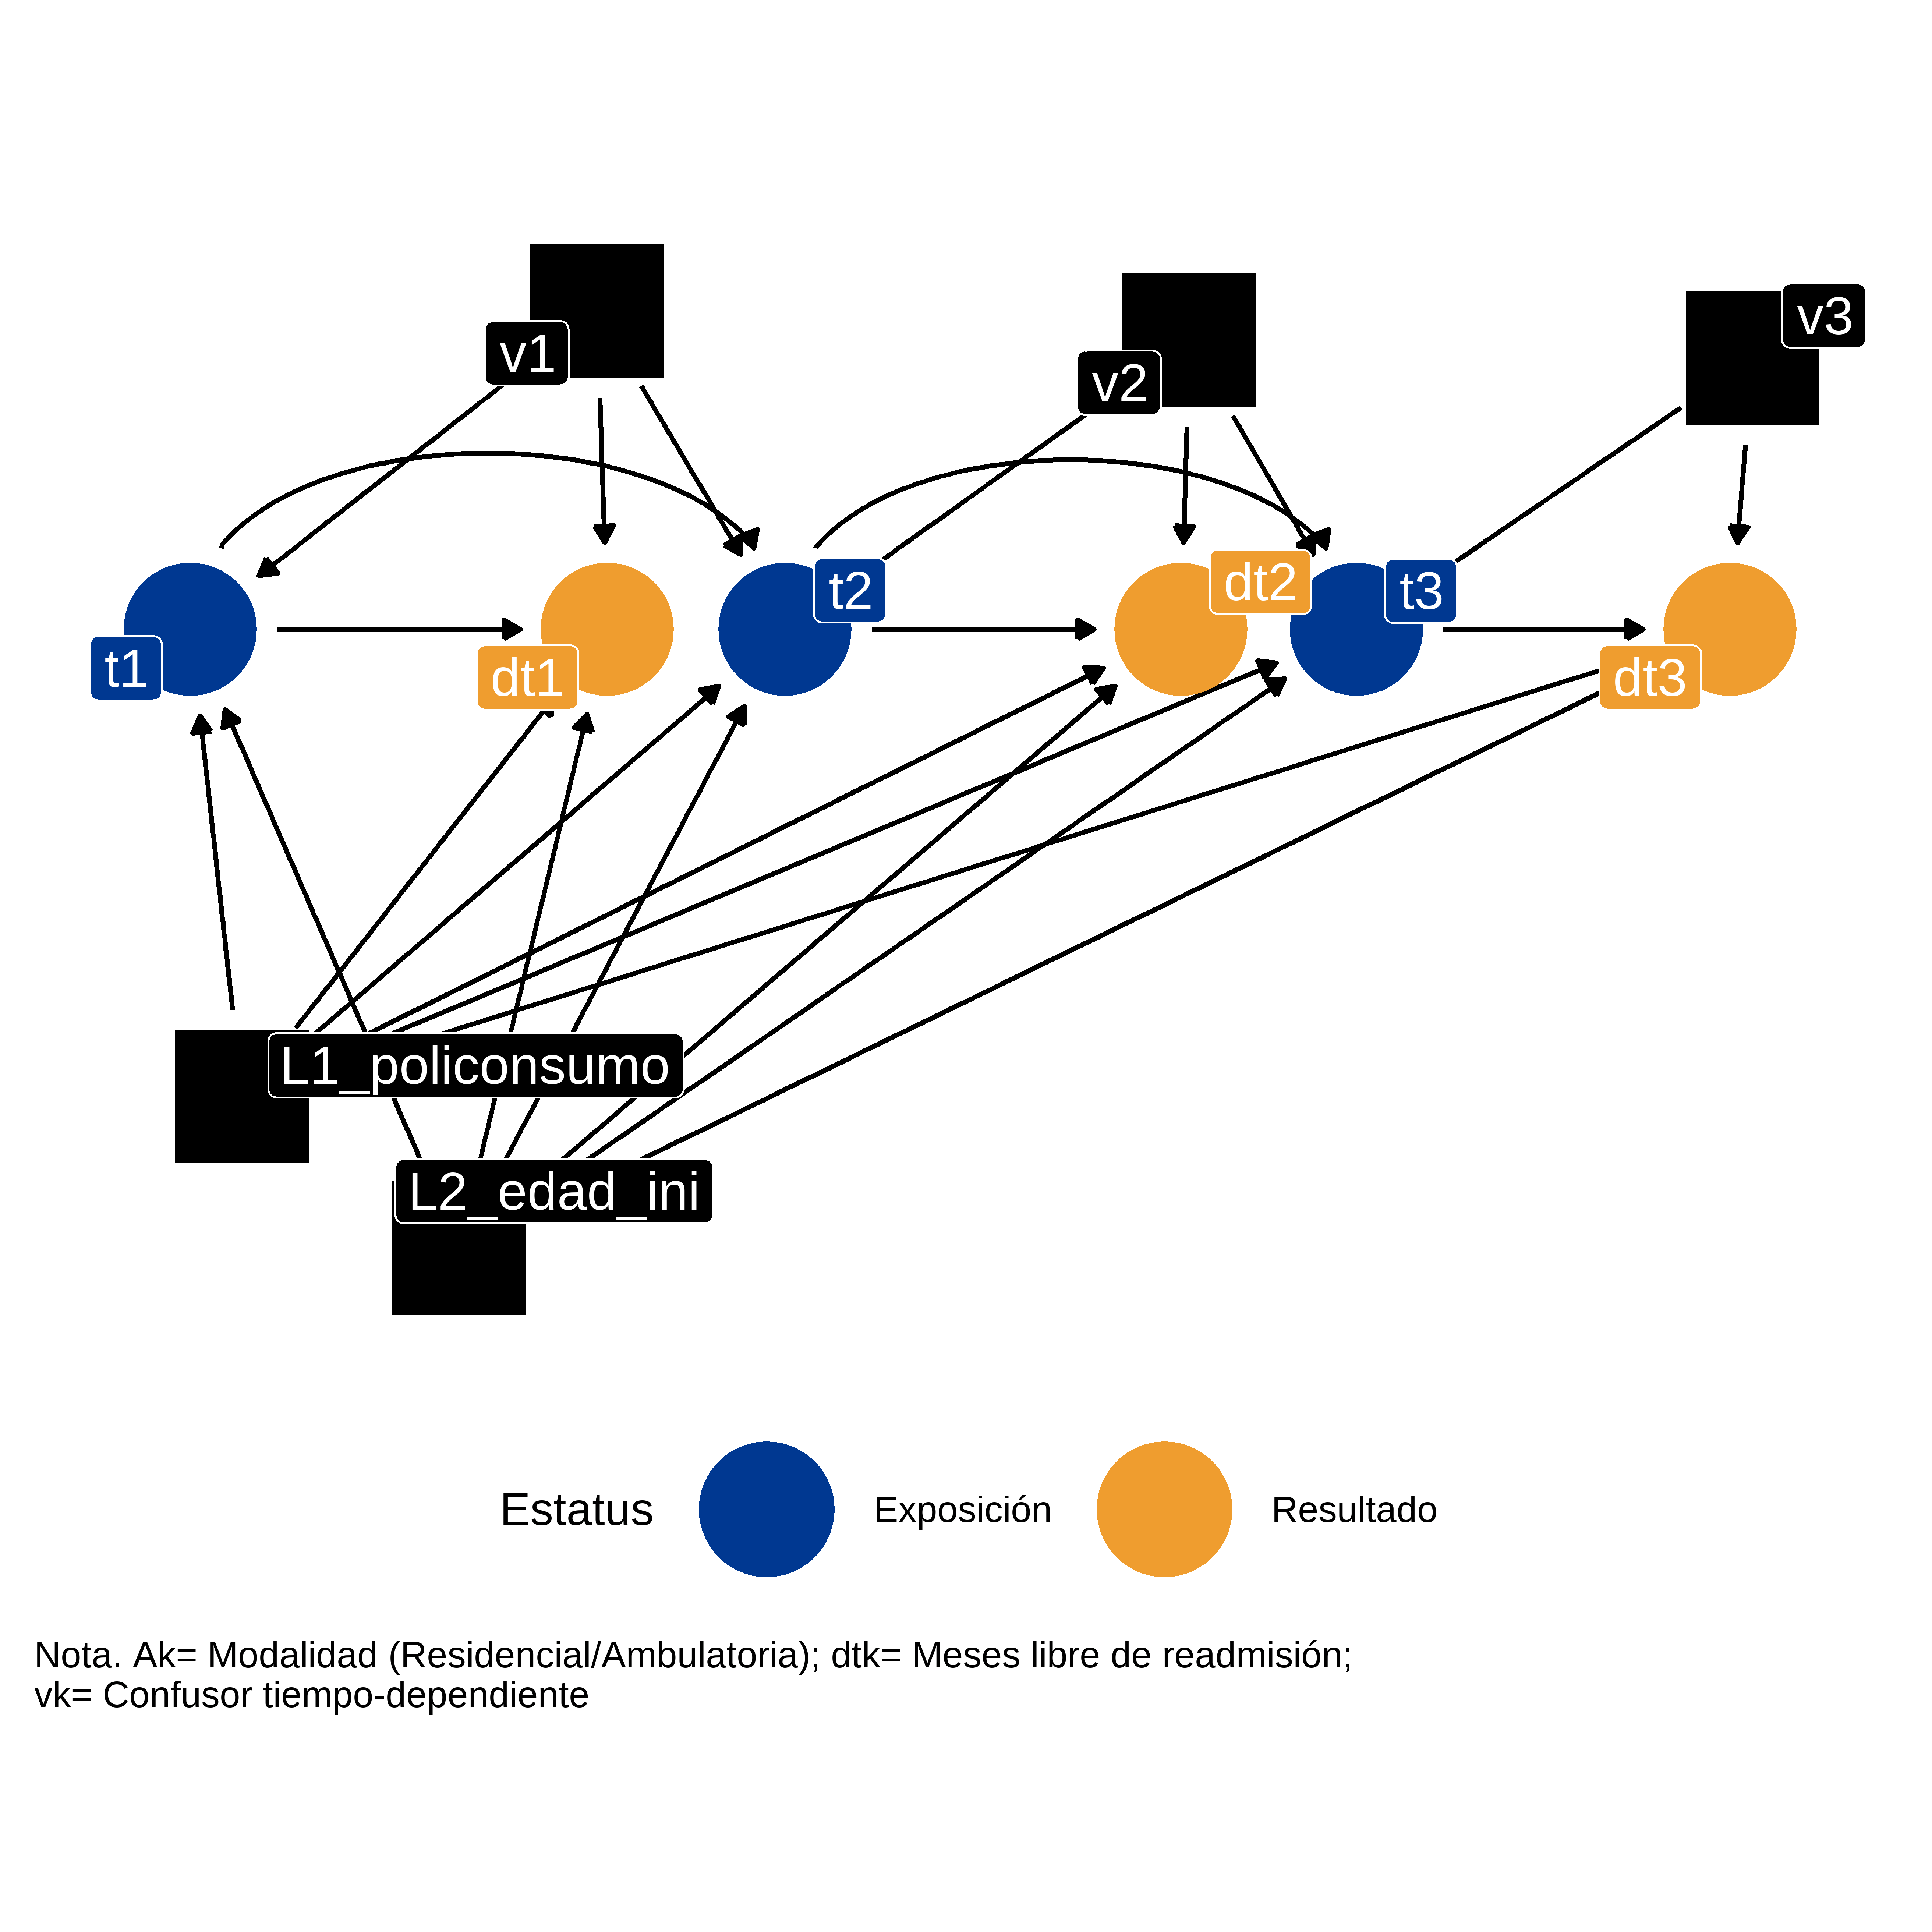 v1
v2
v3
t1
dt1
t2
dt2
t3
dt3
L1_policonsumo
L2_edad_ini
Estatus Exposición Resultado
Nota. Ak= Modalidad (Residencial/Ambulatoria); dtk= Meses libre de readmisión;
vk= Confusor tiempo-dependiente